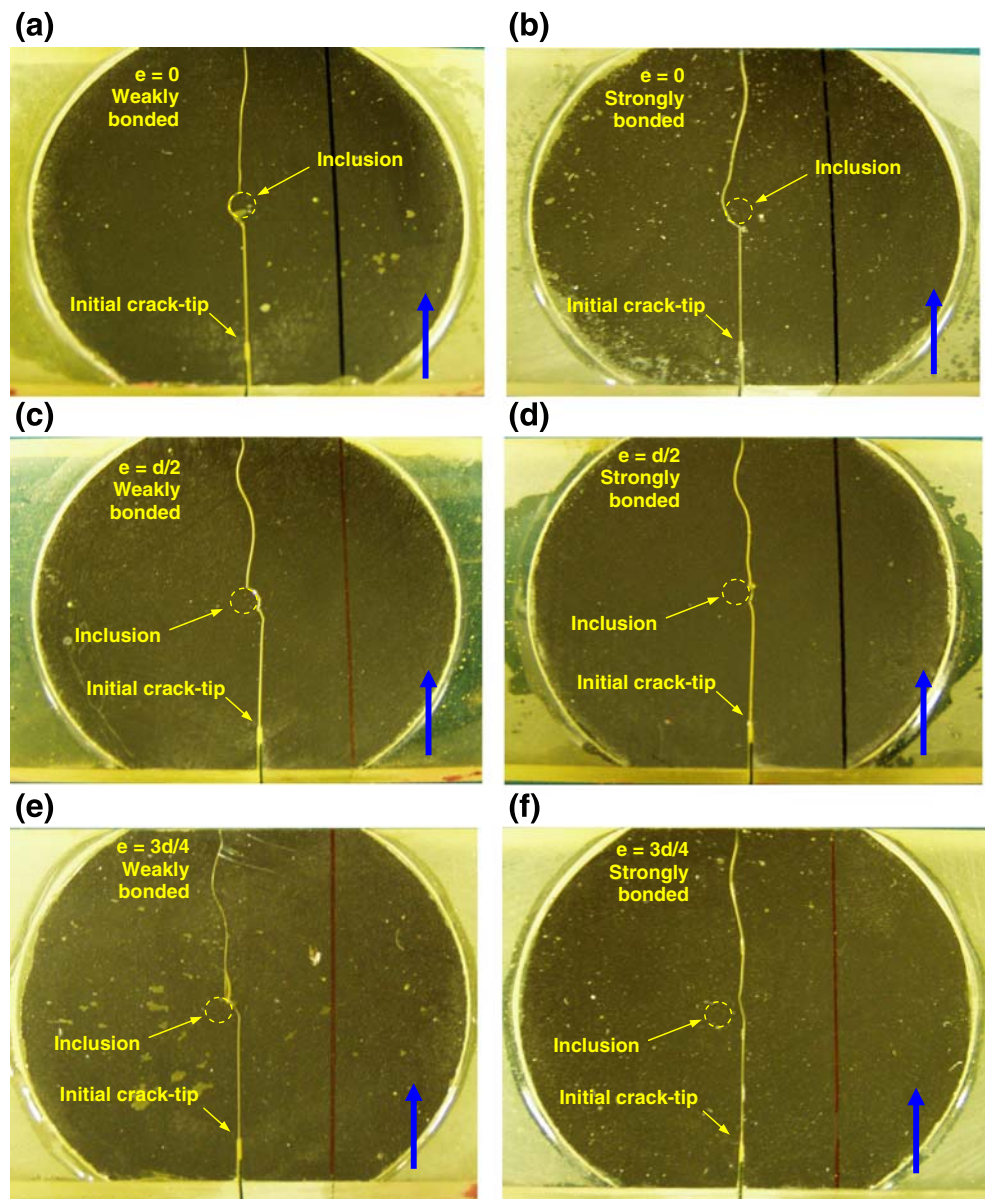 (a)
e = 0
Weakly
bonded
Inclusion
Initial crack-tip
(b)
e = 0
Strongly
bonded
Inclusion
Initial crack-tip
(c)
e = d/2
Weakly
bonded
Inclusion
Initial crack-tip
(d)
e = d/2
Strongly
bonded
Inclusion
Initial crack-tip
(e)
e = 3d/4
Weakly
bonded
Inclusion
Initial crack-tip
(f)
e = 3d/4
Strongly
bonded
Inclusion
Initial crack-tip